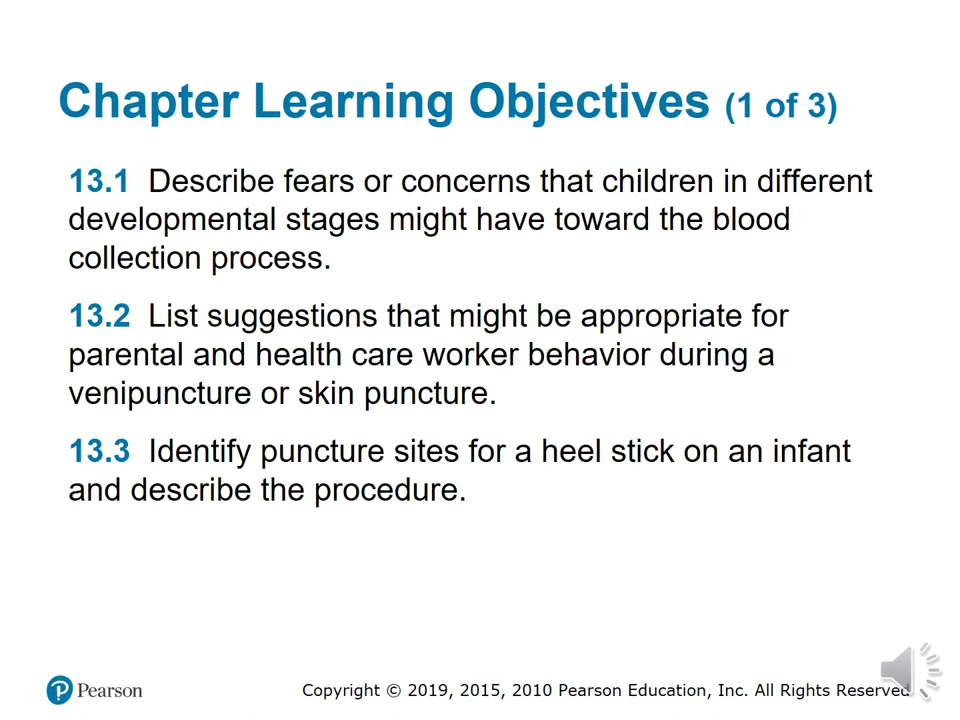 Chapter Learning Objectives (1 of 3)
13.1 Describe fears or concerns that children in different
developmental stages might have toward the blood
collection process.
13.2 List suggestions that might be appropriate for
parental and health care worker behavior during a
venipuncture or skin puncture.
13.3 Identify puncture sites for a heel stick on an infant
and describe the procedure.
Pearson
Copyright © 2019, 2015, 2010 Pearson Education, Inc. All Rights Reserved